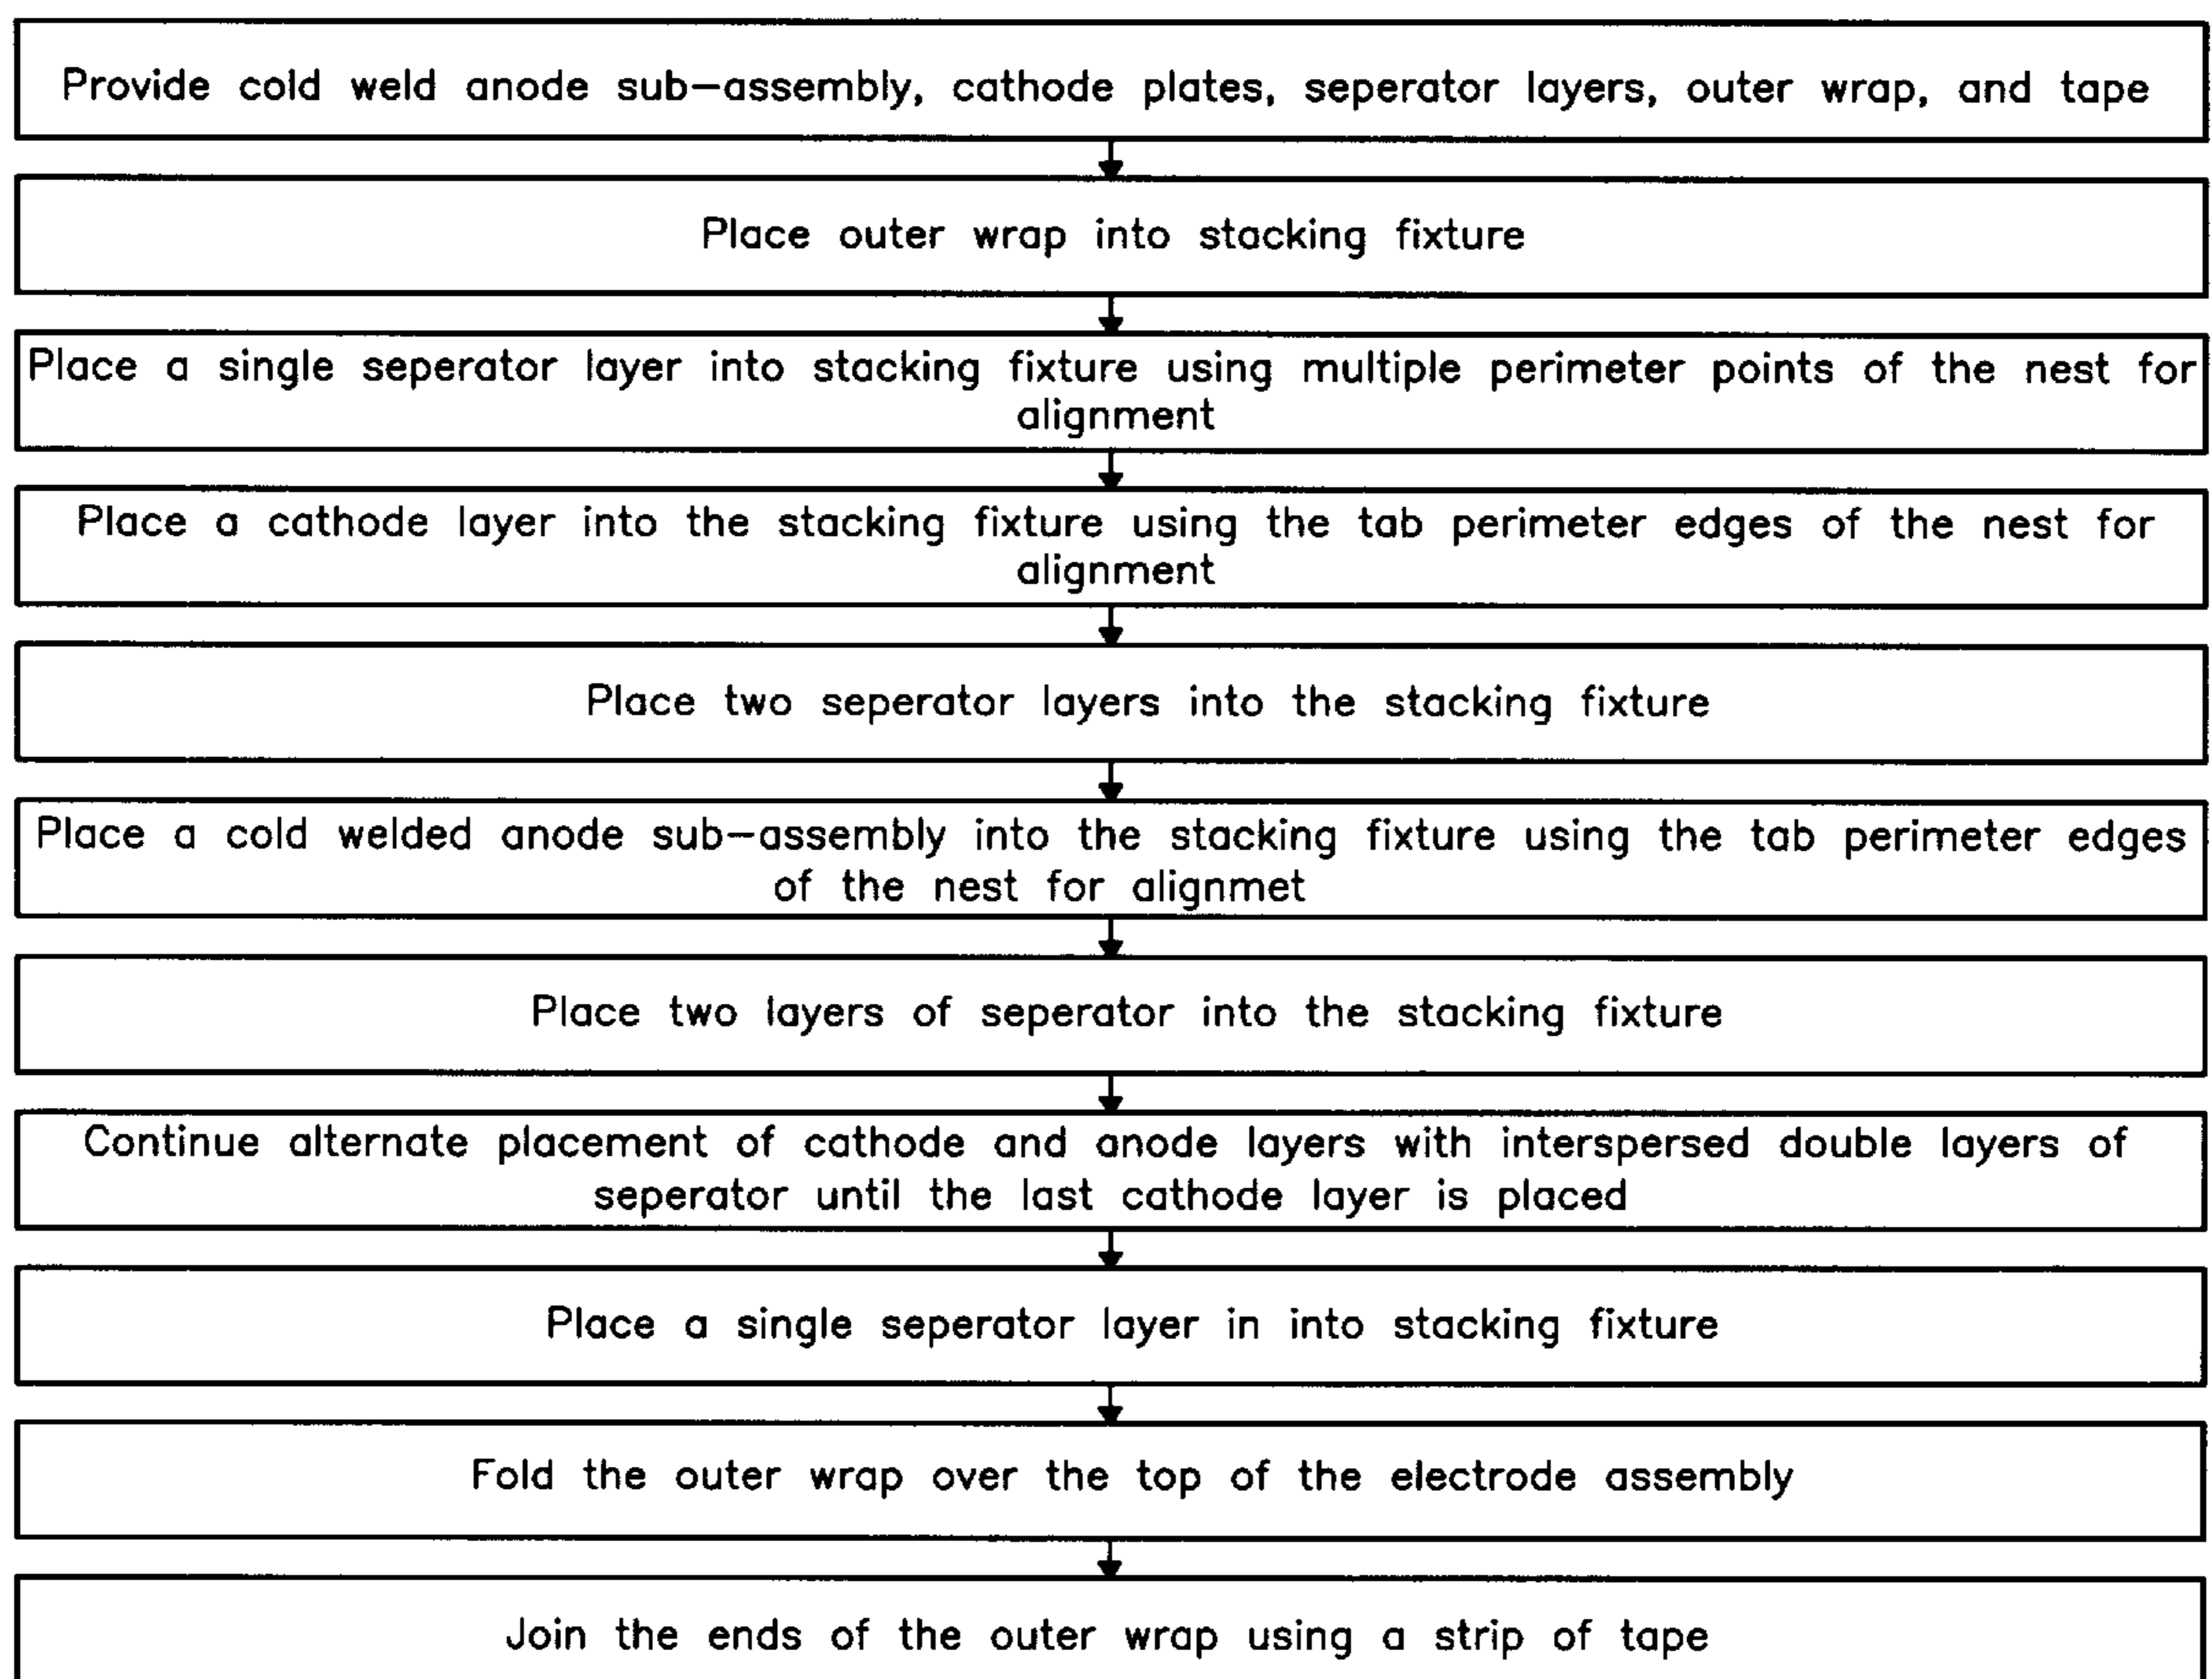 Provide cold weld anode sub-assembly, cathode plates, seperator layers, outer wrap, and tape
Place outer wrap into stacking fixture
Place a single seperator layer into stacking fixture using multiple perimeter points of the nest for
alignment
Place a cathode layer into the stacking fixture using the tab perimeter edges of the nest for
alignment
Place two seperator layers into the stacking fixture
Place a cold welded anode sub-assembly into the stacking fixture using the tab perimeter edges
of the nest for alignmet
Place two layers of seperator into the stacking fixture
Continue alternate placement of cathode and anode layers with interspersed double layers of
seperator until the last cathode layer is placed
Place a single seperator layer in into stacking fixture
Fold the outer wrap over the top of the electrode assembly
Join the ends of the outer wrap using a strip of tape